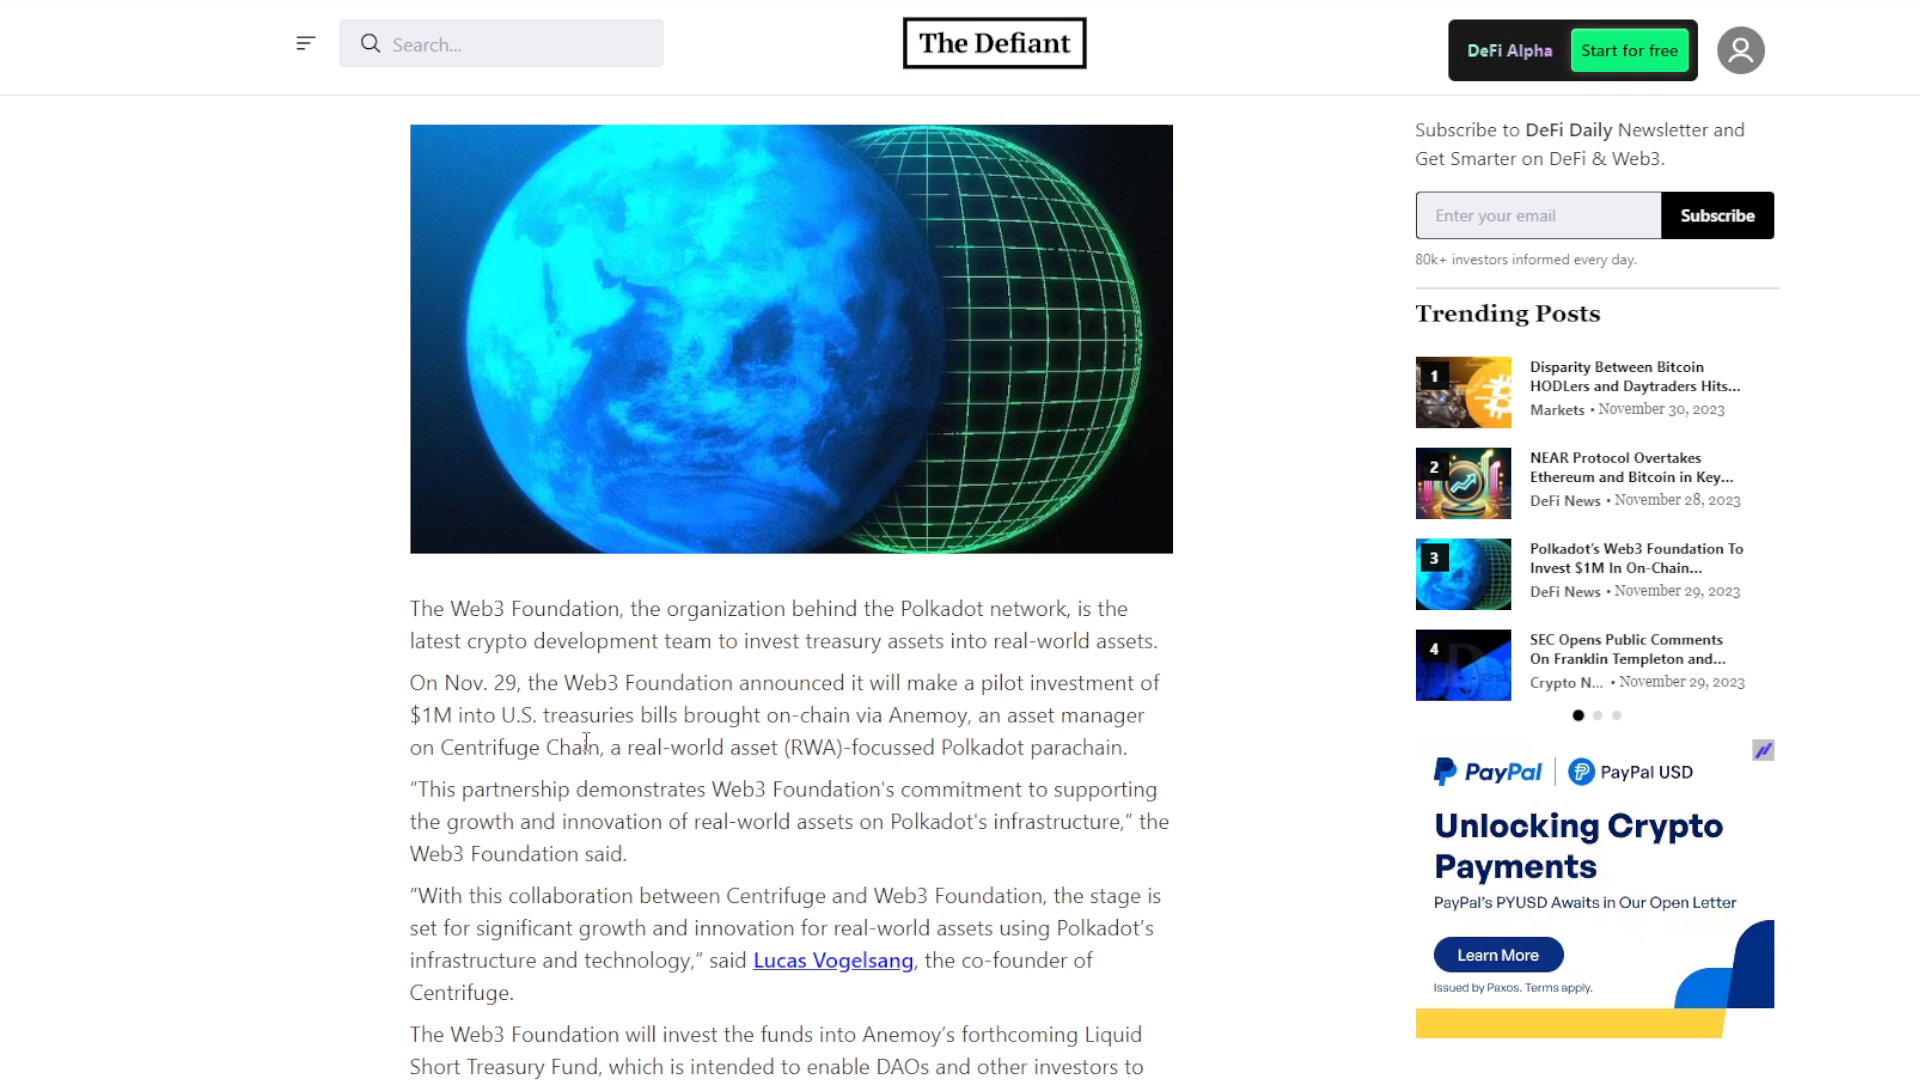 Search...
The Defiant
DeFi Alpha
Start for free
The Web3 Foundation, the organization behind the Polkadot network, is the
latest crypto development team to invest treasury assets into real-world assets.
On Nov. 29, the Web3 Foundation announced it will make a pilot investment of
$1M into U.S. treasuries bills brought on-chain via Anemoy, an asset manager
on Centrifuge Chain, a real-world asset (RWA)-focussed Polkadot parachain.
“This partnership demonstrates Web3 Foundation's commitment to supporting
the growth and innovation of real-world assets on Polkadot's infrastructure,” the
Web3 Foundation said.
“With this collaboration between Centrifuge and Web3 Foundation, the stage is
set for significant growth and innovation for real-world assets using Polkadot’s
infrastructure and technology,” said Lucas Vogelsang, the co-founder of
Centrifuge.
The Web3 Foundation will invest the funds into Anemoy’s forthcoming Liquid
Short Treasury Fund, which is intended to enable DAOs and other investors to
Subscribe to DeFi Daily Newsletter and
Get Smarter on DeFi & Web3.
Enter your email
Subscribe
80k+ investors informed every day.
Trending Posts
1
Disparity Between Bitcoin
HODLers and Daytraders Hits...
Markets • November 30, 2023
2
NEAR Protocol Overtakes
Ethereum and Bitcoin in Key...
DeFi News • November 28, 2023
3
Polkadot’s Web3 Foundation To
Invest $1M In On-Chain...
DeFi News • November 29, 2023
4
SEC Opens Public Comments
On Franklin Templeton and...
Crypto N... • November 29, 2023
PayPal
PayPal USD
Unlocking Crypto
Payments
PayPal’s PYUSD Awaits in Our Open Letter
Learn More
Issued by Paxos. Terms apply.